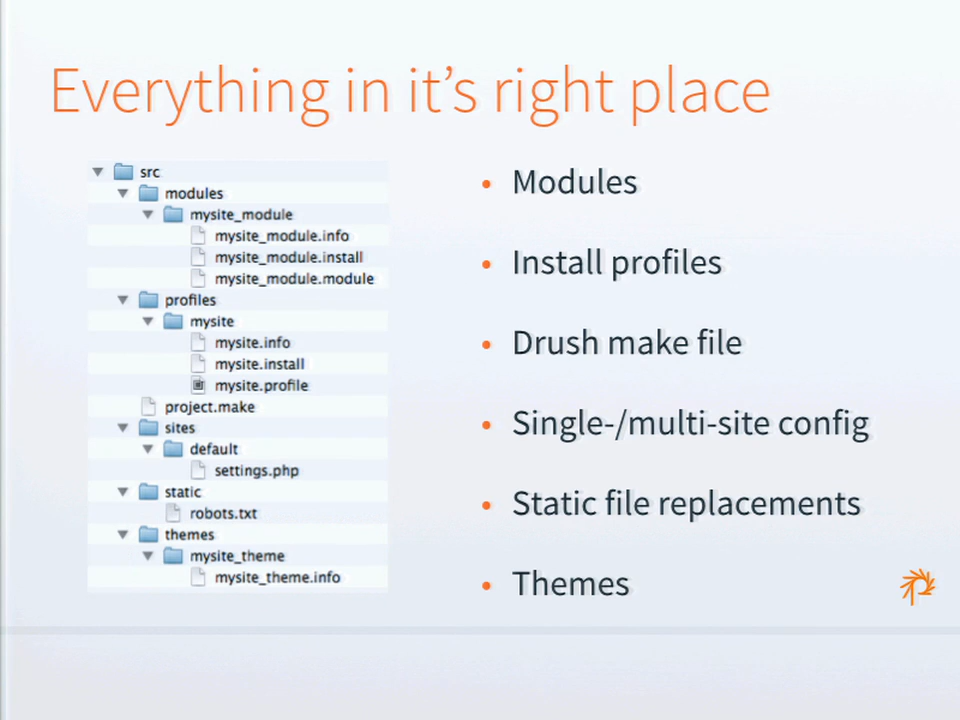 Everything in it’s right place
src
modules
mysite_module
mysite_module.info
mysite_module.install
mysite_module.module
profiles
mysite
mysite.info
mysite.install
mysite.profile
project.make
sites
default
settings.php
static
robots.txt
themes
mysite_theme
mysite_theme.info
• Modules
• Install profiles
• Drush make file
• Single-/multi-site config
• Static file replacements
• Themes